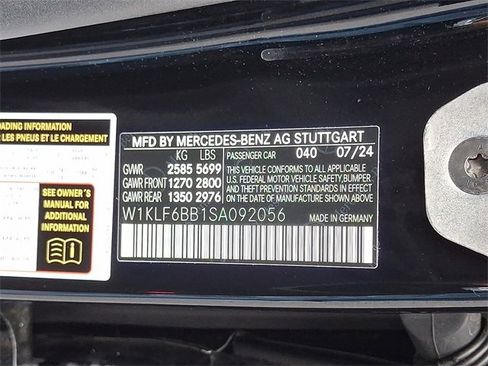 OADING INFORMATION
R LES PNEUS ET LE CHARGEMENT
SEE OWNER´S
MANUAL FOR
ADDITIONAL
INFORMATION
MFD BY MERCEDES-BENZ AG STUTTGART
KG LBS PASSENGER CAR 040 07/24
GVWR 2585 5699
GAWR FRONT 1270 2800
GAWR REAR 1350 2976
THIS VEHICLE CONFORMS TO ALL APPLICABLE
U.S. FEDERAL MOTOR VEHICLE SAFETY, BUMPER
AND THEFT PREVENTION STANDARDS IN EFFECT
ON THE DATE OF MANUFACTURE SHOWN ABOVE.
W1KLF6BB1SA092056
MADE IN GERMANY